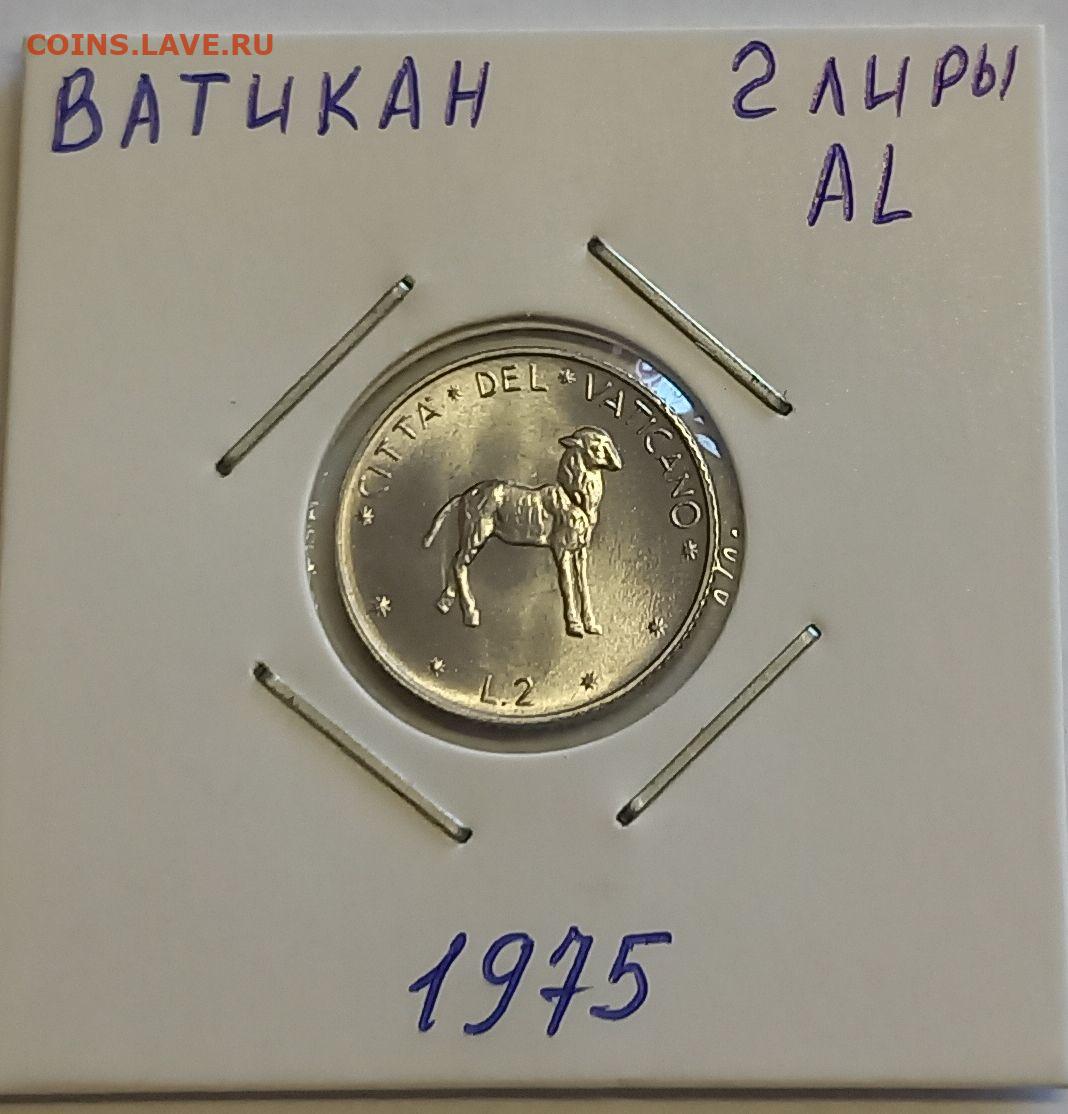 COINS.LAVE.RU
ВАТИКАН
2 ЛИРЫ
AL
* CITTA' * DEL * VATICANO *
L.2
1975